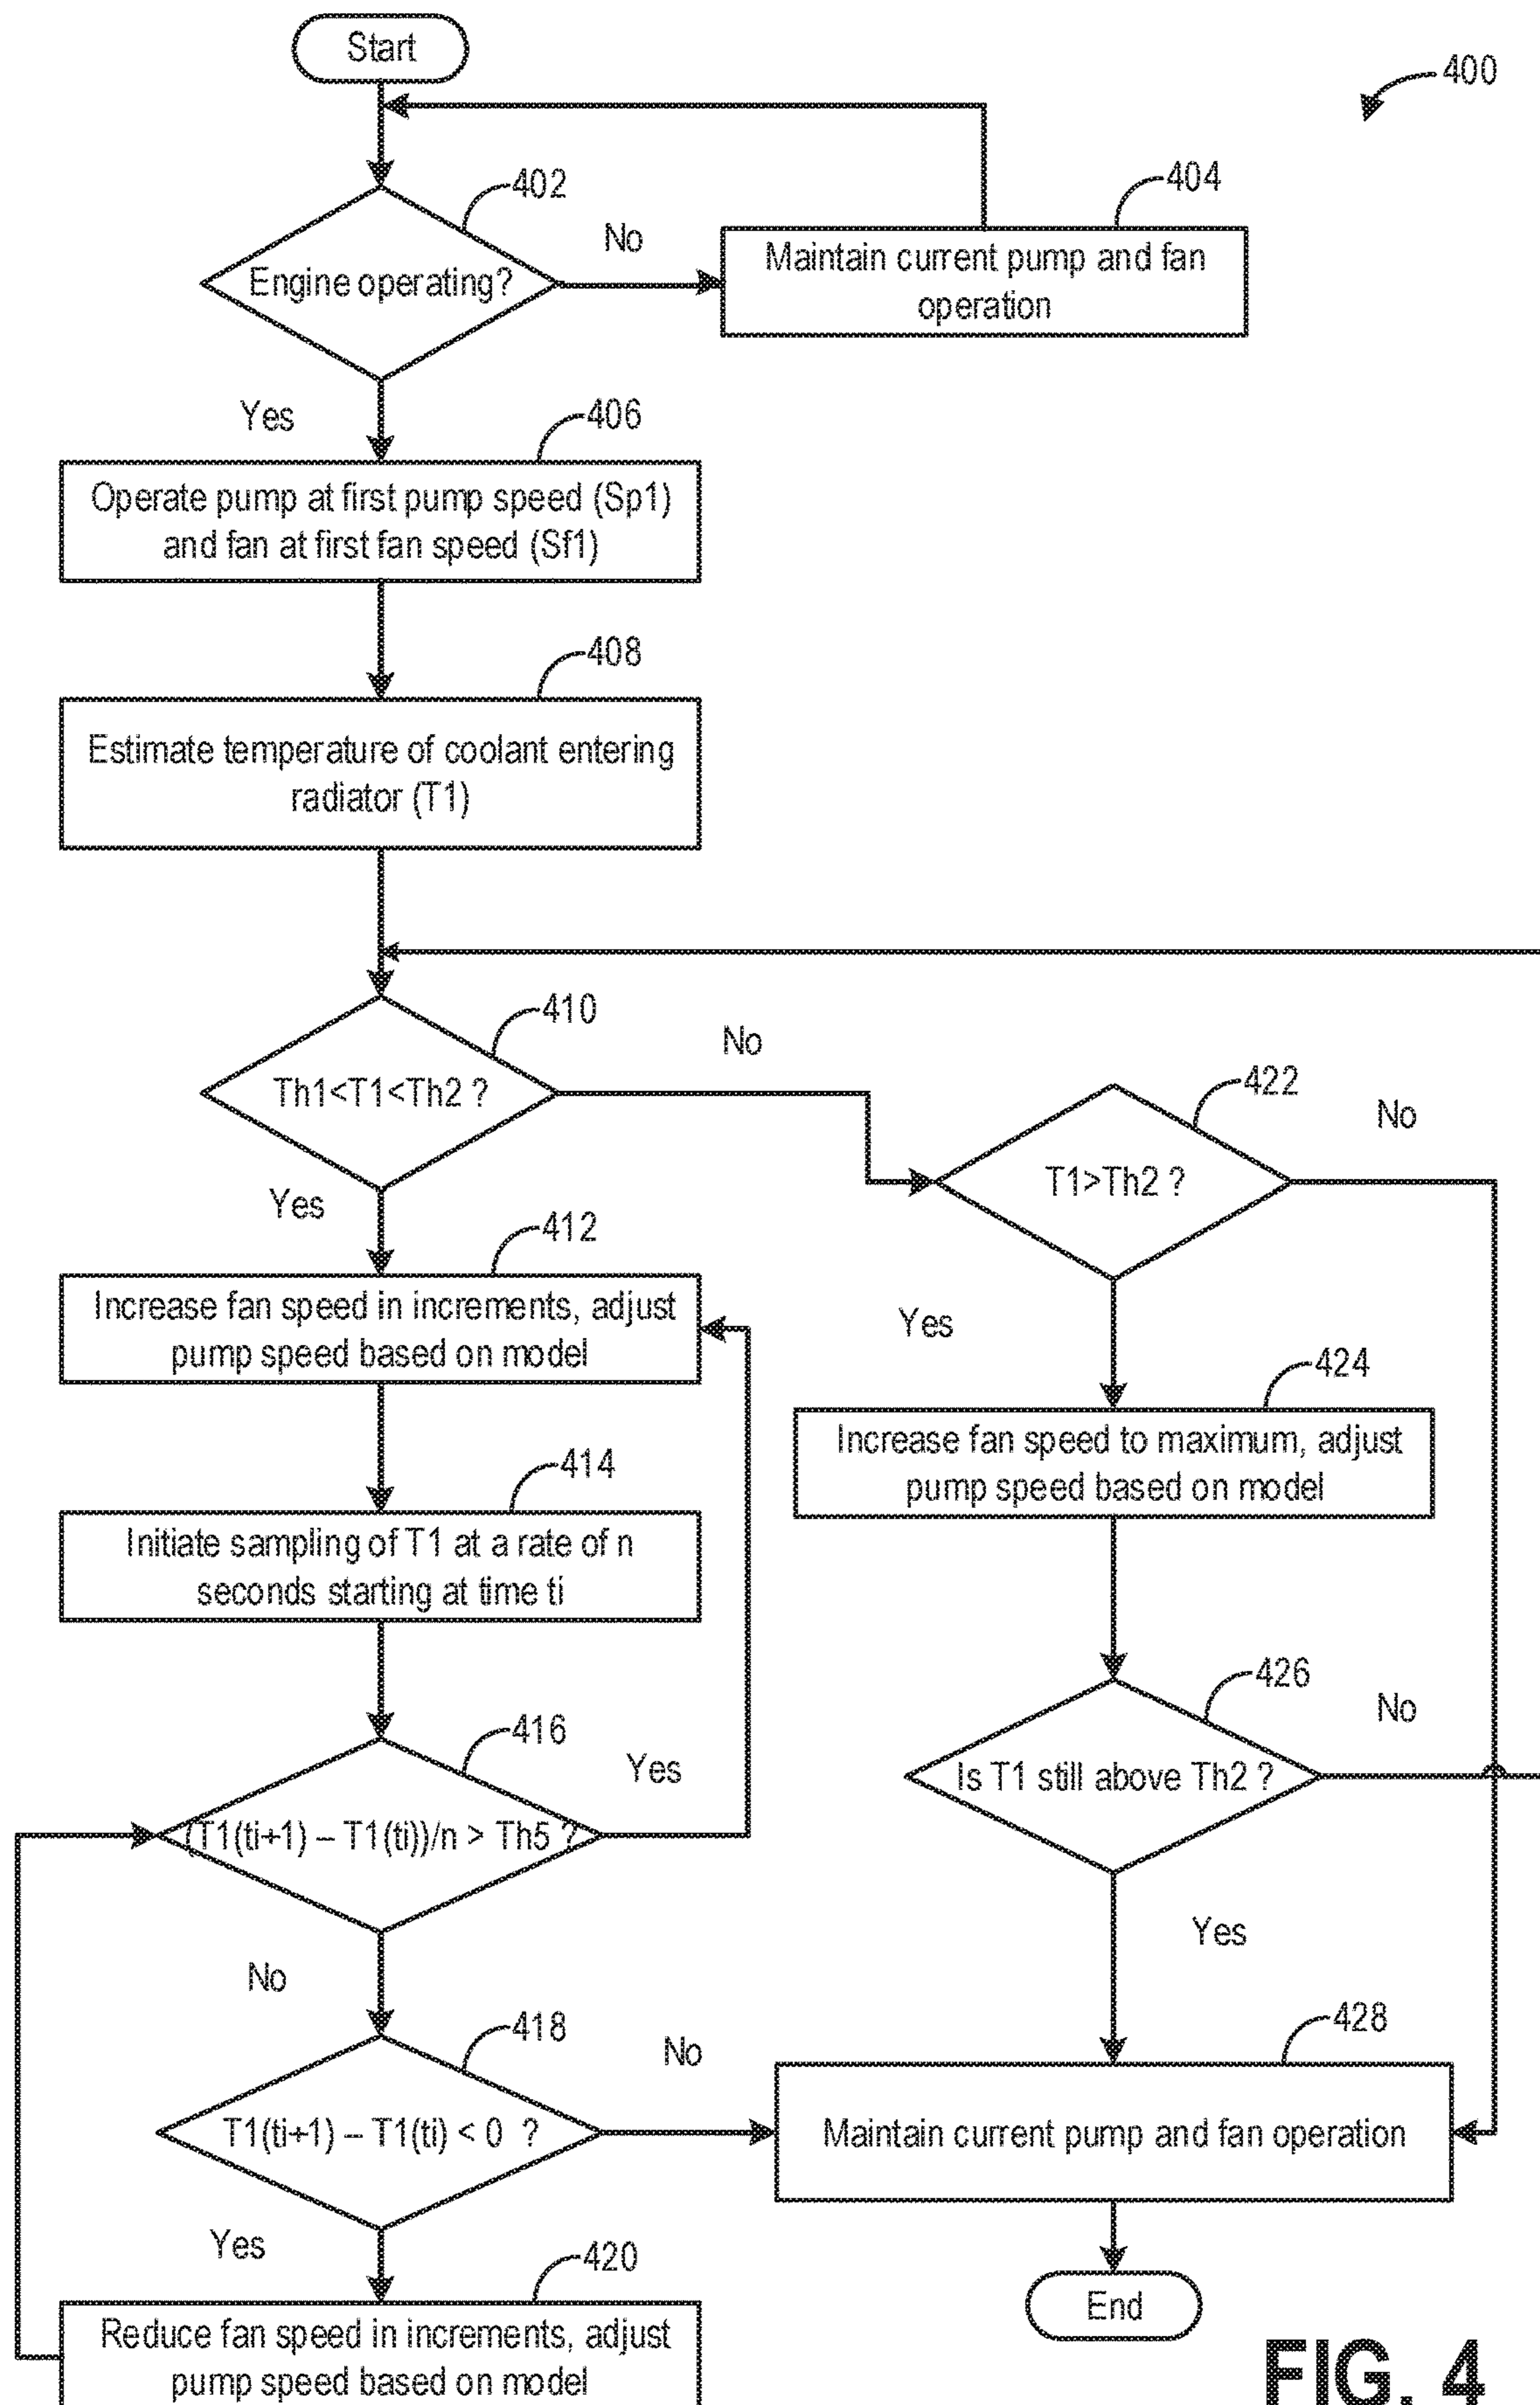 Start
400
402
Engine operating?
No
404
Maintain current pump and fan
operation
Yes
406
Operate pump at first pump speed (Sp1)
and fan at first fan speed (Sf1)
408
Estimate temperature of coolant entering
radiator (T1)
410
Th1<T1<Th2 ?
No
422
T1>Th2 ?
No
Yes
412
Increase fan speed in increments, adjust
pump speed based on model
Yes
424
Increase fan speed to maximum, adjust
pump speed based on model
414
Initiate sampling of T1 at a rate of n
seconds starting at time ti
416
(T1(ti+1) – T1(ti))/n > Th5 ?
Yes
426
Is T1 still above Th2 ?
No
No
Yes
418
T1(ti+1) – T1(ti) < 0 ?
No
428
Maintain current pump and fan operation
Yes
420
Reduce fan speed in increments, adjust
pump speed based on model
End
FIG. 4